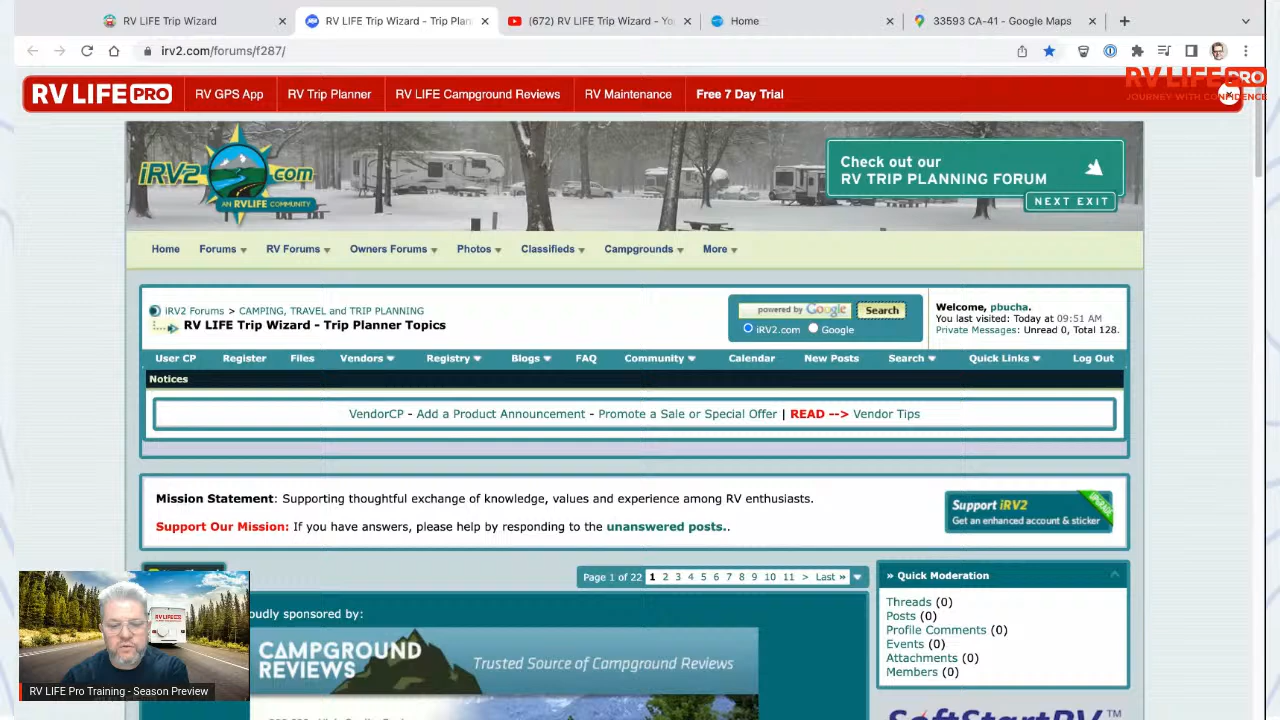 RV LIFE Trip Wizard
RV LIFE Trip Wizard - Trip Plan
(672) RV LIFE Trip Wizard - Yo
Home
33593 CA-41 - Google Maps
irv2.com/forums/f287/
RV LIFE PRO
RV GPS App
RV Trip Planner
RV LIFE Campground Reviews
RV Maintenance
Free 7 Day Trial
RV LIFE PRO
JOURNEY WITH CONFIDENCE
iRV2.com
AN RVLIFE COMMUNITY
Check out our
RV TRIP PLANNING FORUM
NEXT EXIT
Home
Forums
RV Forums
Owners Forums
Photos
Classifieds
Campgrounds
More
iRV2 Forums > CAMPING, TRAVEL and TRIP PLANNING
RV LIFE Trip Wizard - Trip Planner Topics
powered by Google
Search
iRV2.com
Google
Welcome, pbucha.
You last visited: Today at 09:51 AM
Private Messages: Unread 0, Total 128.
User CP
Register
Files
Vendors
Registry
Blogs
FAQ
Community
Calendar
New Posts
Search
Quick Links
Log Out
Notices
VendorCP - Add a Product Announcement - Promote a Sale or Special Offer | READ --> Vendor Tips
Mission Statement: Supporting thoughtful exchange of knowledge, values and experience among RV enthusiasts.
Support Our Mission: If you have answers, please help by responding to the unanswered posts..
Support iRV2
Get an enhanced account & sticker
UPGRADE
Page 1 of 22
1 2 3 4 5 6 7 8 9 10 11 > Last »
» Quick Moderation
Threads (0)
Posts (0)
Profile Comments (0)
Events (0)
Attachments (0)
Members (0)
oudly sponsored by:
CAMPGROUND
REVIEWS
Trusted Source of Campground Reviews
SoftStartRV™
RV LIFE
RV LIFE Pro Training - Season Preview